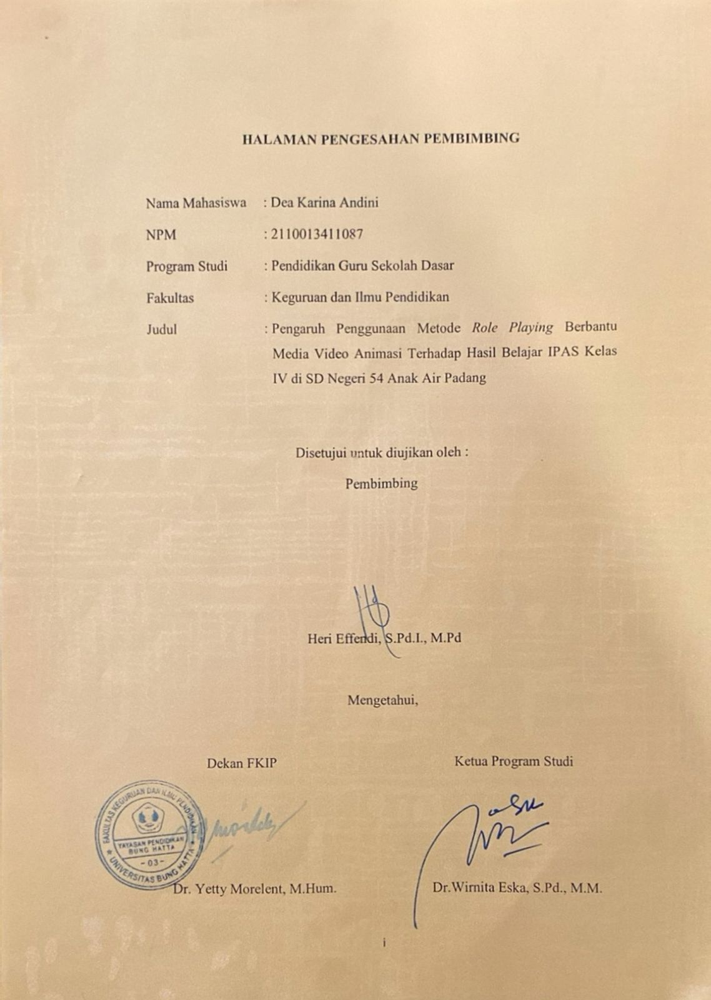 HALAMAN PENGESAHAN PEMBIMBING
Nama Mahasiswa : Dea Karina Andini
NPM : 2110013411087
Program Studi : Pendidikan Guru Sekolah Dasar
Fakultas : Keguruan dan Ilmu Pendidikan
Judul : Pengaruh Penggunaan Metode Role Playing Berbantu
Media Video Animasi Terhadap Hasil Belajar IPAS Kelas
IV di SD Negeri 54 Anak Air Padang
Disetujui untuk diujikan oleh :
Pembimbing
Heri Effendi, S.Pd.I., M.Pd
Mengetahui,
Dekan FKIP Ketua Program Studi
FAKULTAS KEGURUAN DAN ILMU PENDIDIKAN
YAYASAN PENDIDIKAN
BUNG HATTA
-03-
UNIVERSITAS BUNG HATTA
Dr. Yetty Morelent, M.Hum. Dr.Wirnita Eska, S.Pd., M.M.
i